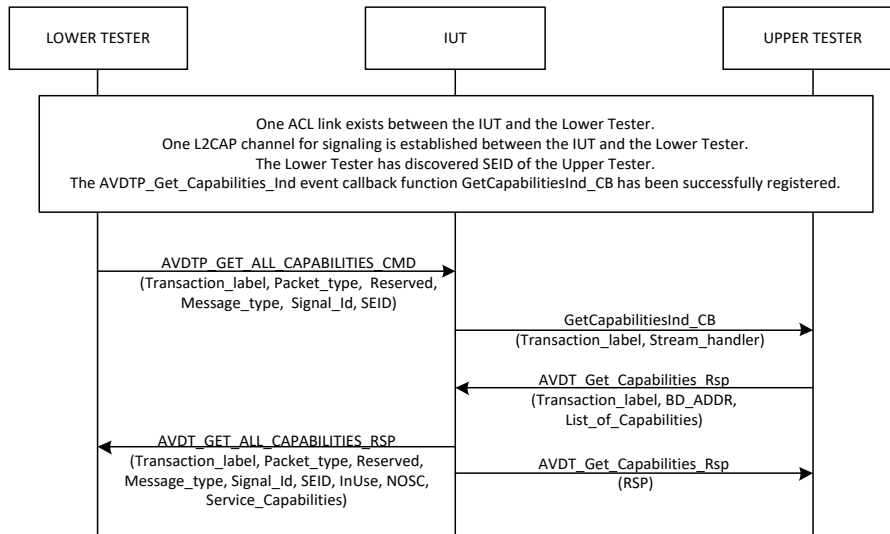 LOWER TESTER
IUT
UPPER TESTER
One ACL link exists between the IUT and the Lower Tester.
One L2CAP channel for signaling is established between the IUT and the Lower Tester.
The Lower Tester has discovered SEID of the Upper Tester.
The AVDTP_Get_Capabilities_Ind event callback function GetCapabilitiesInd_CB has been successfully registered.
AVDTP_GET_ALL_CAPABILITIES_CMD
(Transaction_label, Packet_type, Reserved,
Message_type, Signal_Id, SEID)
GetCapabilitiesInd_CB
(Transaction_label, Stream_handler)
AVDT_Get_Capabilities_Rsp
(Transaction_label, BD_ADDR,
List_of_Capabilities)
AVDT_GET_ALL_CAPABILITIES_RSP
(Transaction_label, Packet_type, Reserved,
Message_type, Signal_Id, SEID, InUse, NOSC,
Service_Capabilities)
AVDT_Get_Capabilities_Rsp
(RSP)